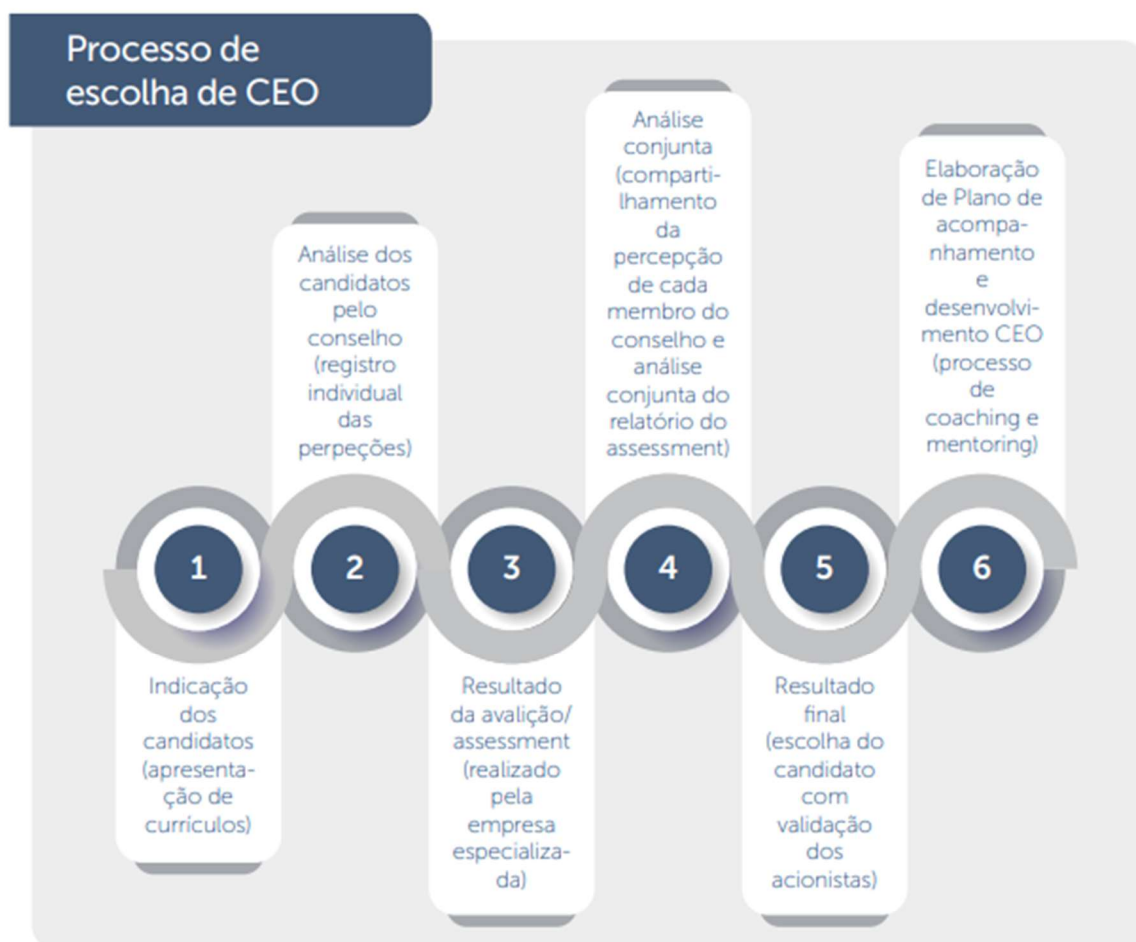 Processo de
escolha de CEO
1
Indicação
dos
candidatos
(apresenta-
ção de
currículos)
2
Análise dos
candidatos
pelo
conselho
(registro
individual
das
perpeções)
3
Resultado
da avalição/
assessment
(realizado
pela
empresa
especializa-
da)
4
Análise
conjunta
(comparti-
lhamento
da
percepção
de cada
membro do
conselho e
análise
conjunta do
relatório do
assessment)
5
Resultado
final
(escolha do
candidato
com
validação
dos
acionistas)
6
Elaboração
de Plano de
acompa-
nhamento
e
desenvolvi-
mento CEO
(processo
de
coaching e
mentoring)